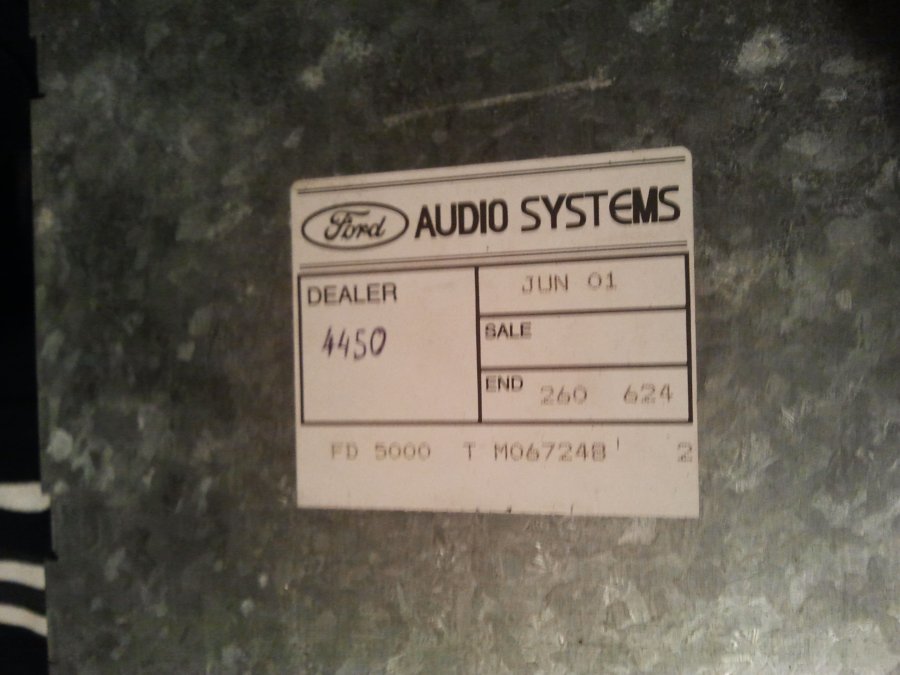 Ford AUDIO SYSTEMS
DEALER
4450
JUN 01
SALE
END 260 624
FD 5000 T M067248 ' 2